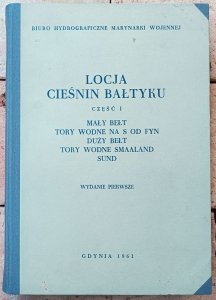 BIURO HYDROGRAFICZNE MARYNARKI WOJENNEJ
LOCJA
CIEŚNIN BAŁTYKU
CZĘŚĆ I
MAŁY BEŁT
TORY WODNE NA S OD FYN
DUŻY BEŁT
TORY WODNE SMAALAND
SUND
WYDANIE PIERWSZE
GDYNIA 1961